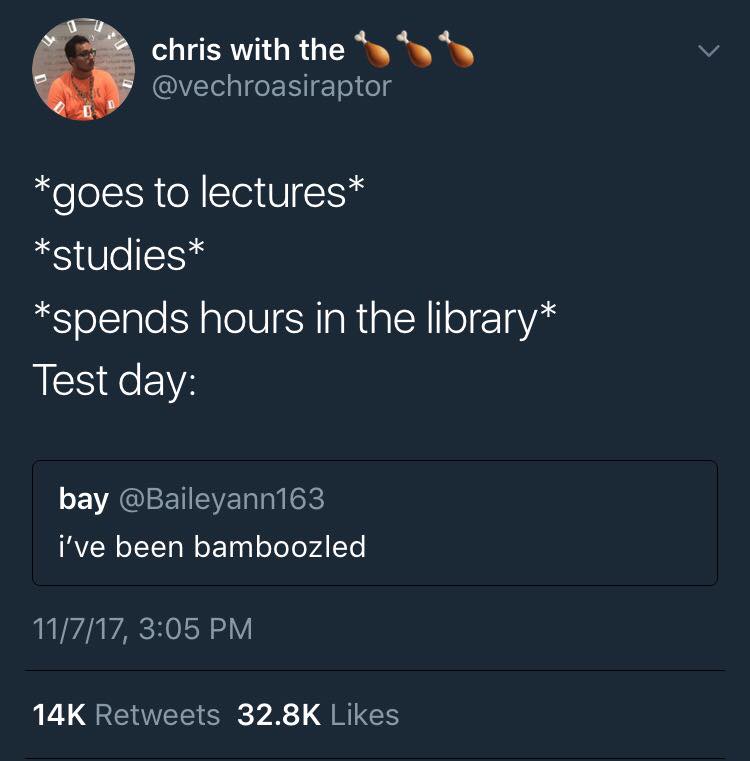 chris with the 🍗🍗🍗
@vechroasiraptor
*goes to lectures*
*studies*
*spends hours in the library*
Test day:
bay @Baileyann163
i've been bamboozled
11/7/17, 3:05 PM
14K Retweets 32.8K Likes